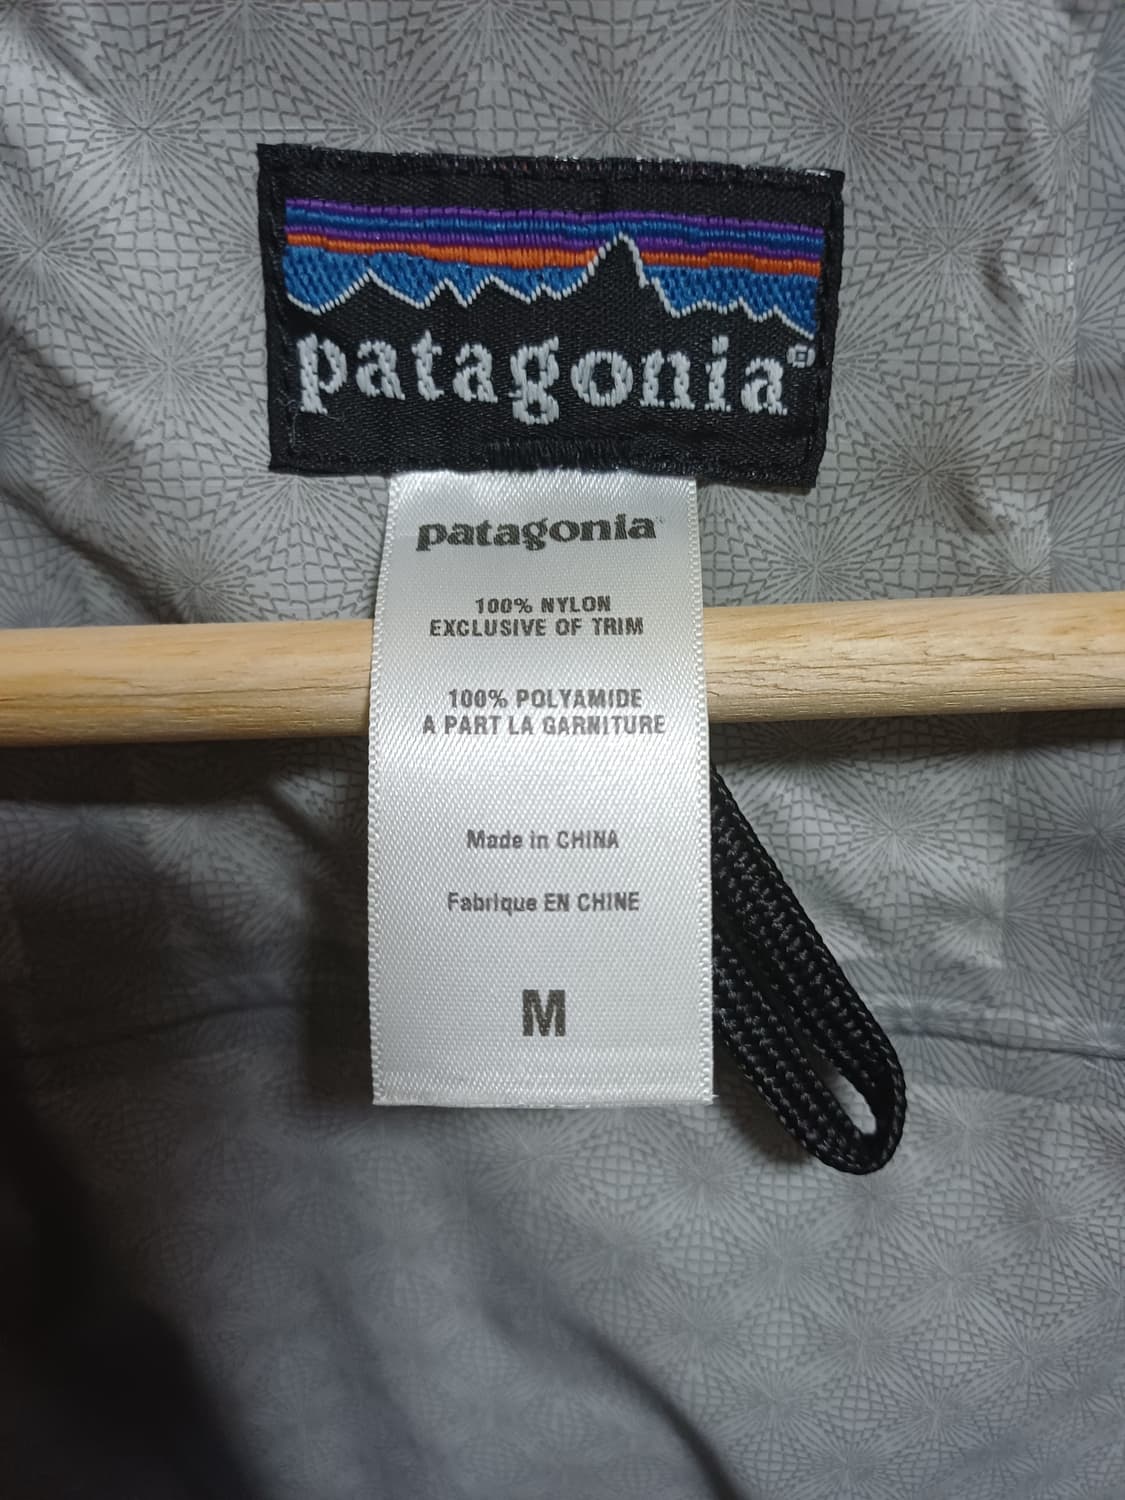 patagonia®
patagonia
100% NYLON
EXCLUSIVE OF TRIM
100% POLYAMIDE
A PART LA GARNITURE
Made in CHINA
Fabrique EN CHINE
M